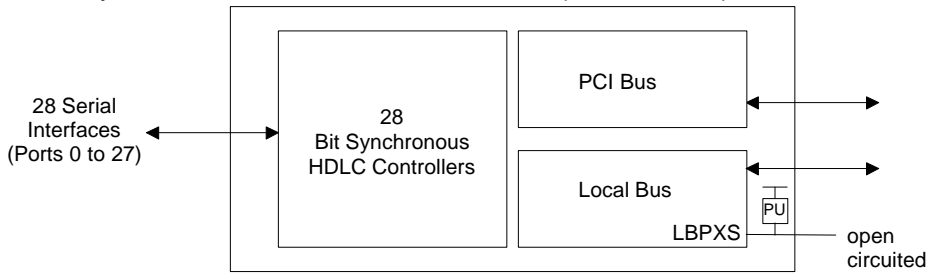 28 Serial
Interfaces
(Ports 0 to 27)
28
Bit Synchronous
HDLC Controllers
PCI Bus
Local Bus
PU
LBPXS
open
circuited